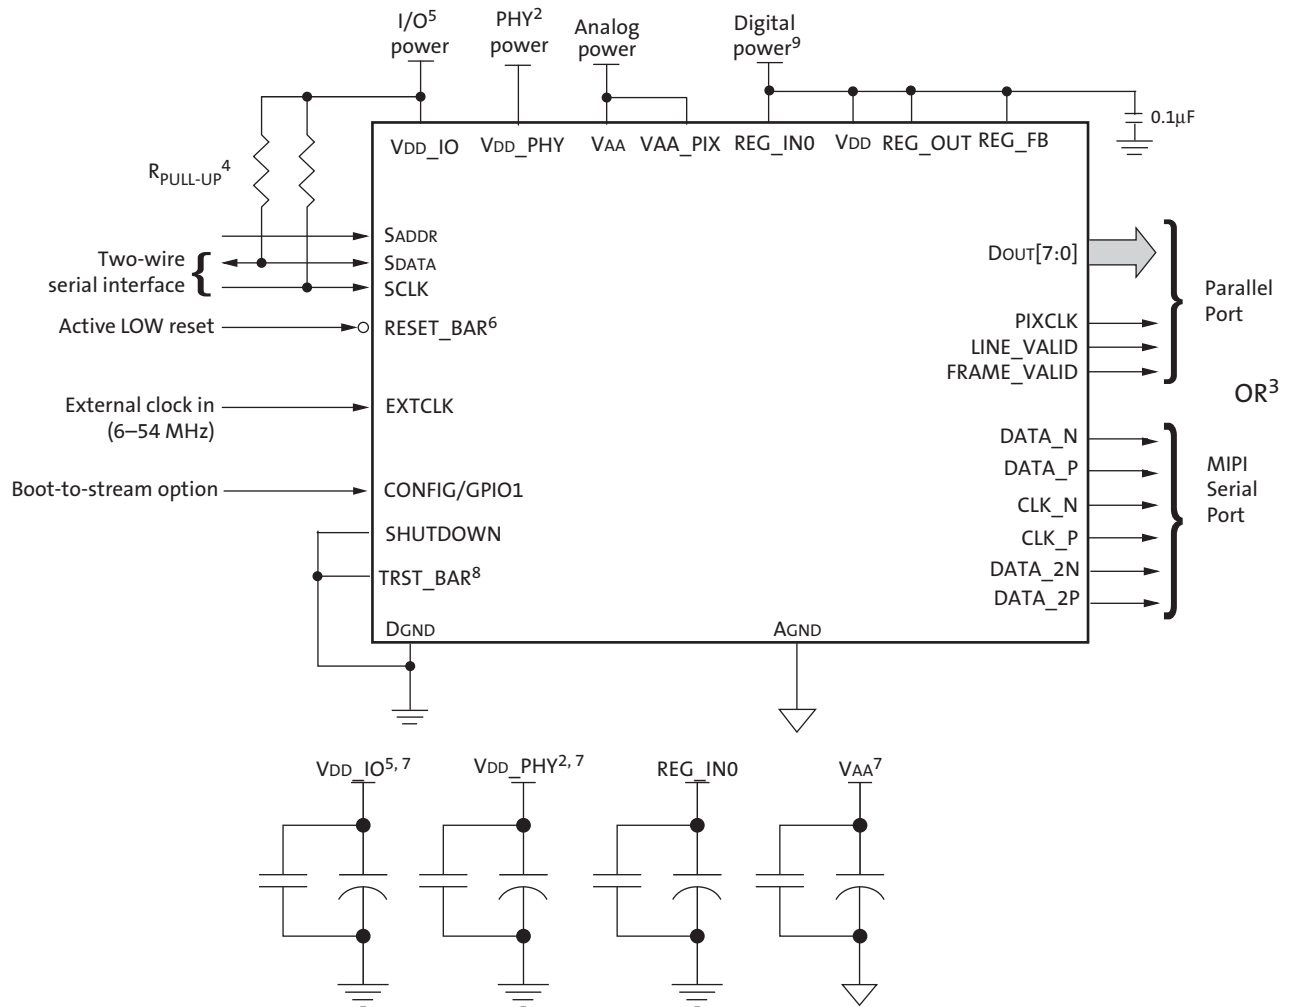 I/O⁵ power
PHY² power
Analog power
Digital power⁹
0.1µF
VDD_IO
VDD_PHY
VAA
VAA_PIX
REG_IN0
VDD
REG_OUT
REG_FB
RPULL-UP⁴
SADDR
Two-wire
serial interface
{
SDATA
SCLK
Active LOW reset
RESET_BAR⁶
External clock in
(6–54 MHz)
EXTCLK
Boot-to-stream option
CONFIG/GPIO1
SHUTDOWN
TRST_BAR⁸
DGND
AGND
DOUT[7:0]
PIXCLK
LINE_VALID
FRAME_VALID
}
Parallel
Port
OR³
DATA_N
DATA_P
CLK_N
CLK_P
DATA_2N
DATA_2P
}
MIPI
Serial
Port
VDD_IO⁵, ⁷
VDD_PHY², ⁷
REG_IN0
VAA⁷